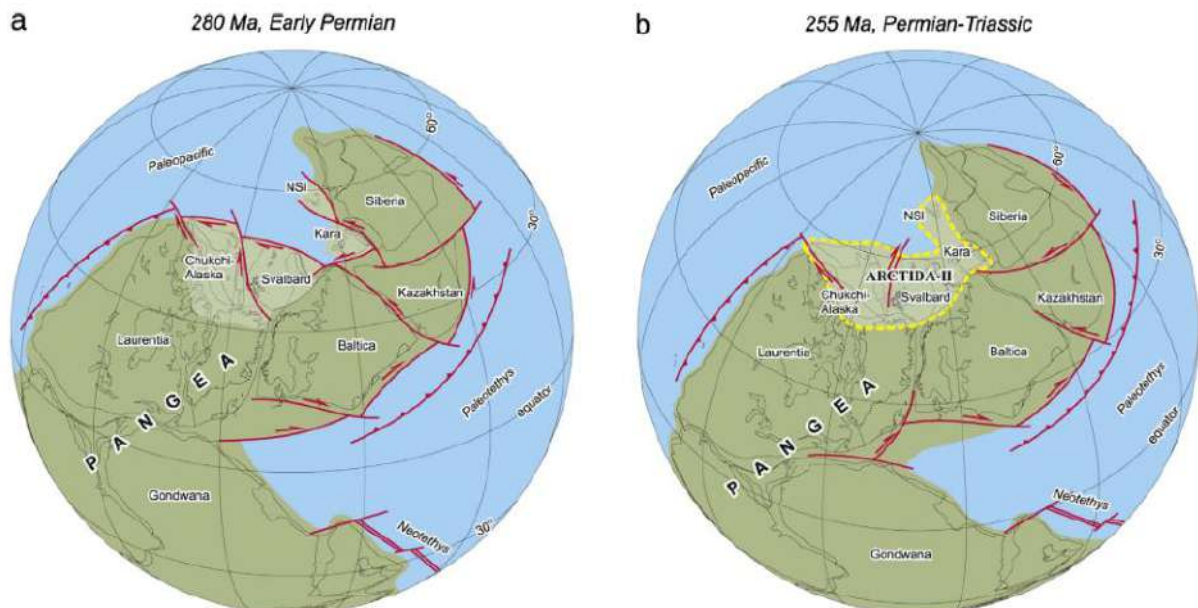 a
280 Ma, Early Permian
Paleopacific
60°
NSI
Siberia
30°
Kara
Chukchi-
Alaska
Svalbard
Kazakhstan
Laurentia
Baltica
PANGEA
Paleotethys
equator
Gondwana
Neotethys
30°
b
255 Ma, Permian-Triassic
Paleopacific
60°
NSI
Siberia
30°
Kara
ARCTIDA-II
Chukchi-
Alaska
Svalbard
Kazakhstan
Laurentia
Baltica
PANGEA
Paleotethys
equator
Neotethys
Gondwana